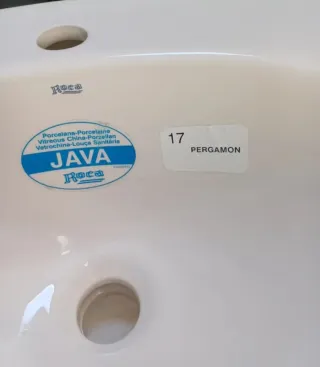 Roca
Porcelana-Porcelaine
Vitreous China-Porzellan
Vetrochina-Louça Sanitária
JAVA
Roca
17
PERGAMON